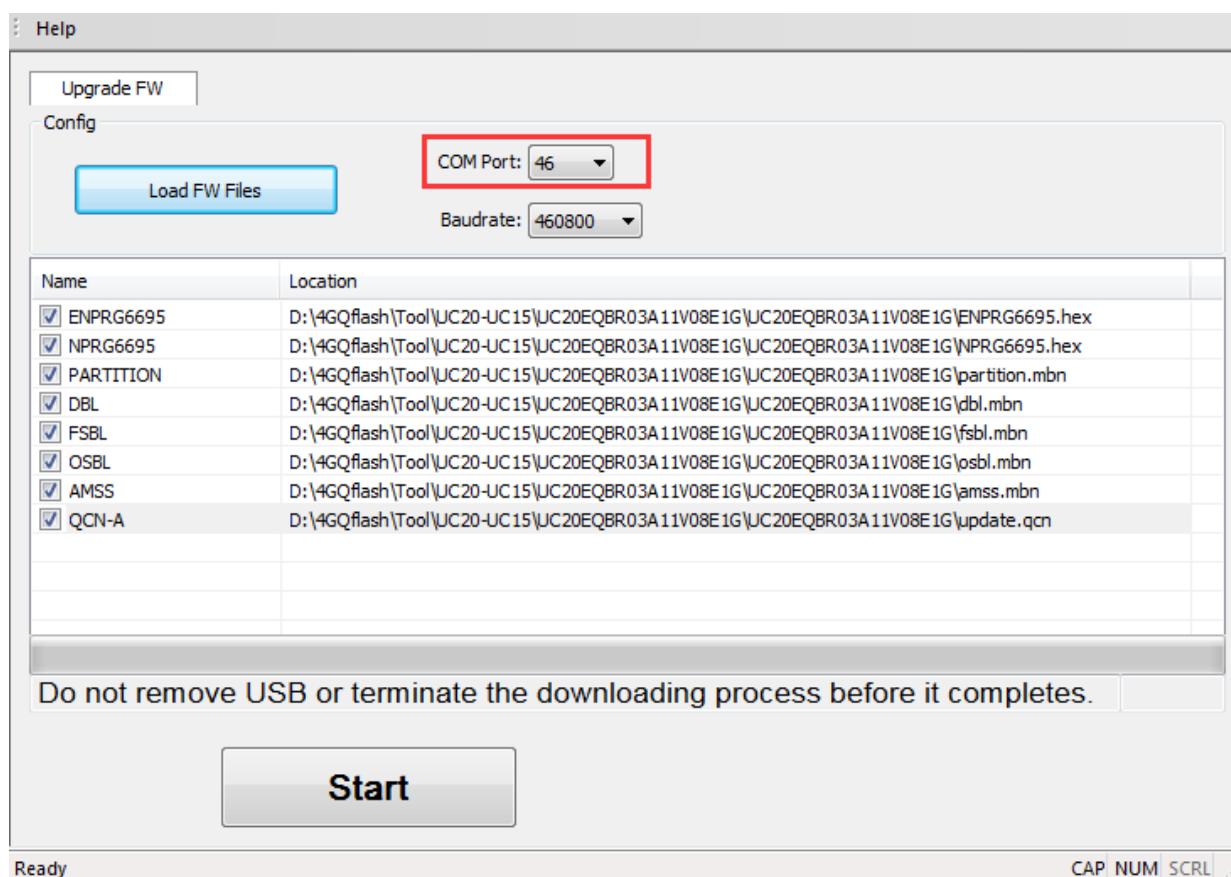 Help
Upgrade FW
Config
COM Port: 46
Load FW Files
Baudrate: 460800
Name Location
ENPRG6695 D:\4GQflash\Tool\UC20-UC15\UC20EQBR03A11V08E1G\UC20EQBR03A11V08E1G\ENPRG6695.hex
NPRG6695 D:\4GQflash\Tool\UC20-UC15\UC20EQBR03A11V08E1G\UC20EQBR03A11V08E1G\NPRG6695.hex
PARTITION D:\4GQflash\Tool\UC20-UC15\UC20EQBR03A11V08E1G\UC20EQBR03A11V08E1G\partition.mbn
DBL D:\4GQflash\Tool\UC20-UC15\UC20EQBR03A11V08E1G\UC20EQBR03A11V08E1G\dbl.mbn
FSBL D:\4GQflash\Tool\UC20-UC15\UC20EQBR03A11V08E1G\UC20EQBR03A11V08E1G\fsbl.mbn
OSBL D:\4GQflash\Tool\UC20-UC15\UC20EQBR03A11V08E1G\UC20EQBR03A11V08E1G\osbl.mbn
AMSS D:\4GQflash\Tool\UC20-UC15\UC20EQBR03A11V08E1G\UC20EQBR03A11V08E1G\amss.mbn
QCN-A D:\4GQflash\Tool\UC20-UC15\UC20EQBR03A11V08E1G\UC20EQBR03A11V08E1G\update.qcn
Do not remove USB or terminate the downloading process before it completes.
Start
Ready CAP NUM SCRL